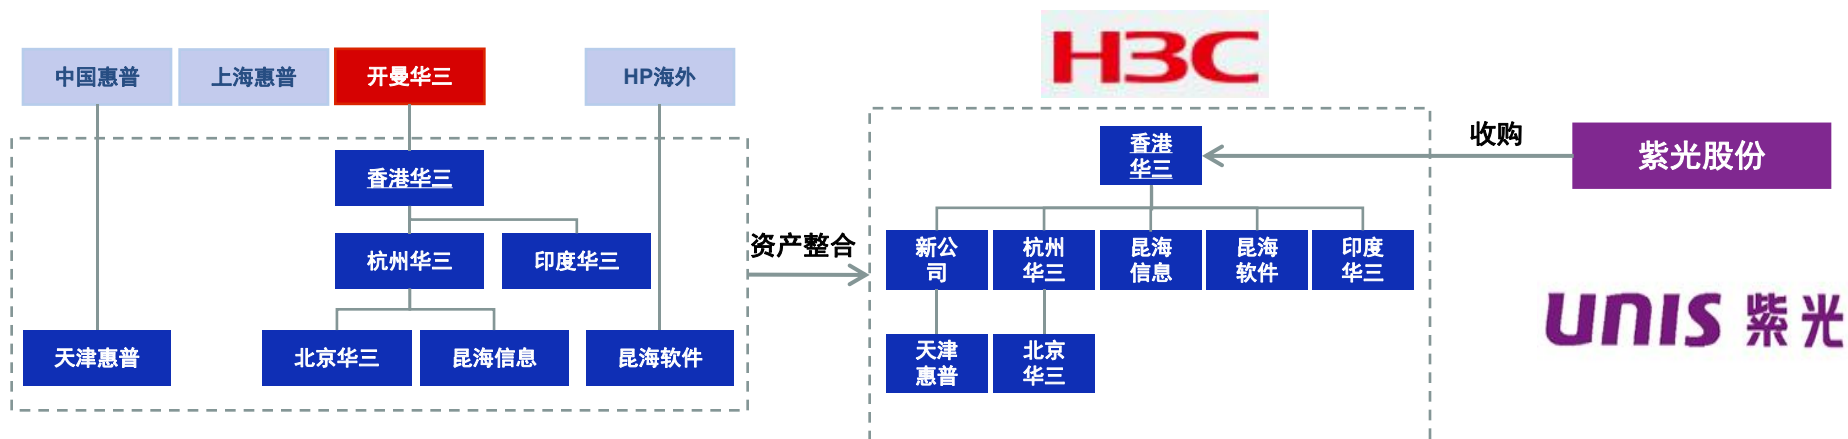 H3C
中国惠普
上海惠普
开曼华三
HP海外
香港华三
杭州华三
印度华三
天津惠普
北京华三
昆海信息
昆海软件
资产整合
香港
华三
收购
紫光股份
新公
司
杭州
华三
昆海
信息
昆海
软件
印度
华三
天津
惠普
北京
华三
UNIS 紫光